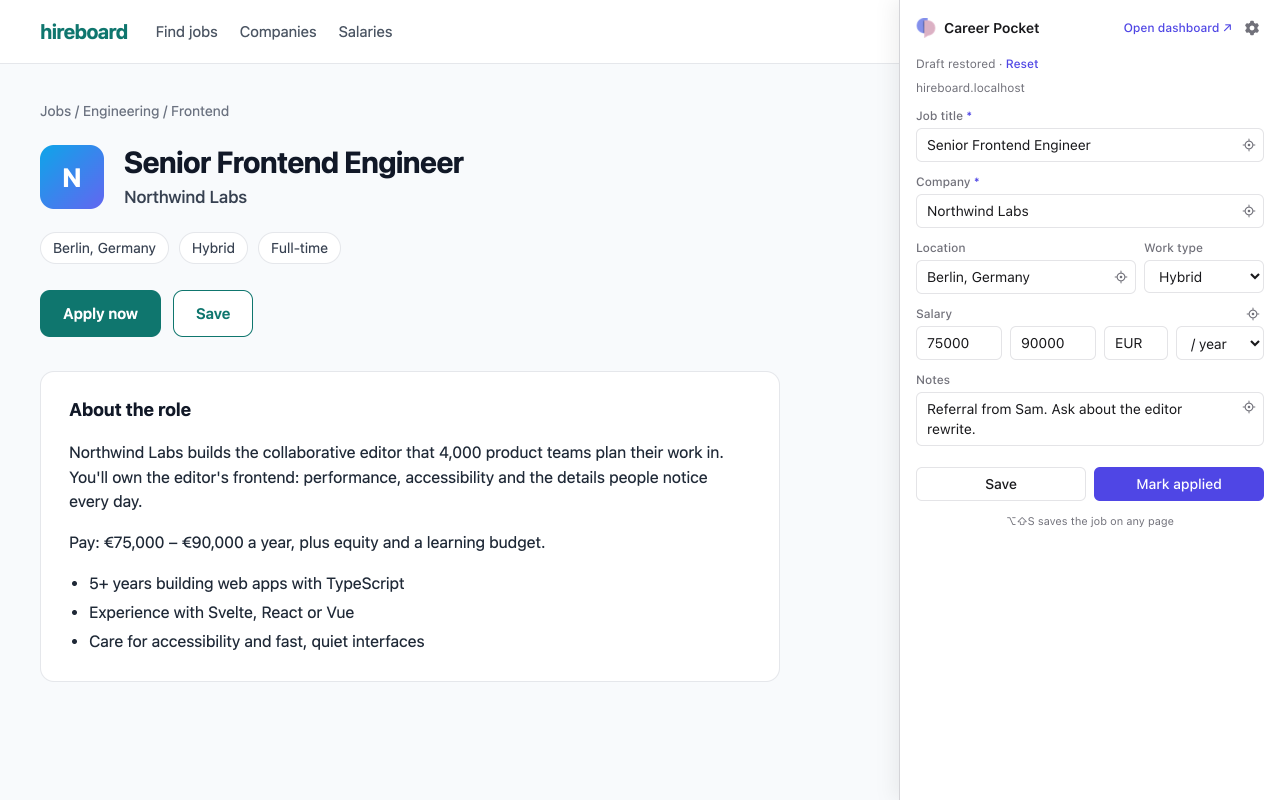 hireboard
Find jobs
Companies
Salaries
Jobs / Engineering / Frontend
N
Senior Frontend Engineer
Northwind Labs
Berlin, Germany
Hybrid
Full-time
Apply now
Save
About the role
Northwind Labs builds the collaborative editor that 4,000 product teams plan their work in.
You'll own the editor's frontend: performance, accessibility and the details people notice
every day.
Pay: €75,000 – €90,000 a year, plus equity and a learning budget.
• 5+ years building web apps with TypeScript
• Experience with Svelte, React or Vue
• Care for accessibility and fast, quiet interfaces
Career Pocket
Open dashboard ↗
Draft restored · Reset
hireboard.localhost
Job title *
Senior Frontend Engineer
Company *
Northwind Labs
Location
Work type
Berlin, Germany
Hybrid
Salary
75000
90000
EUR
/ year
Notes
Referral from Sam. Ask about the editor
rewrite.
Save
Mark applied
⌥⇧S saves the job on any page